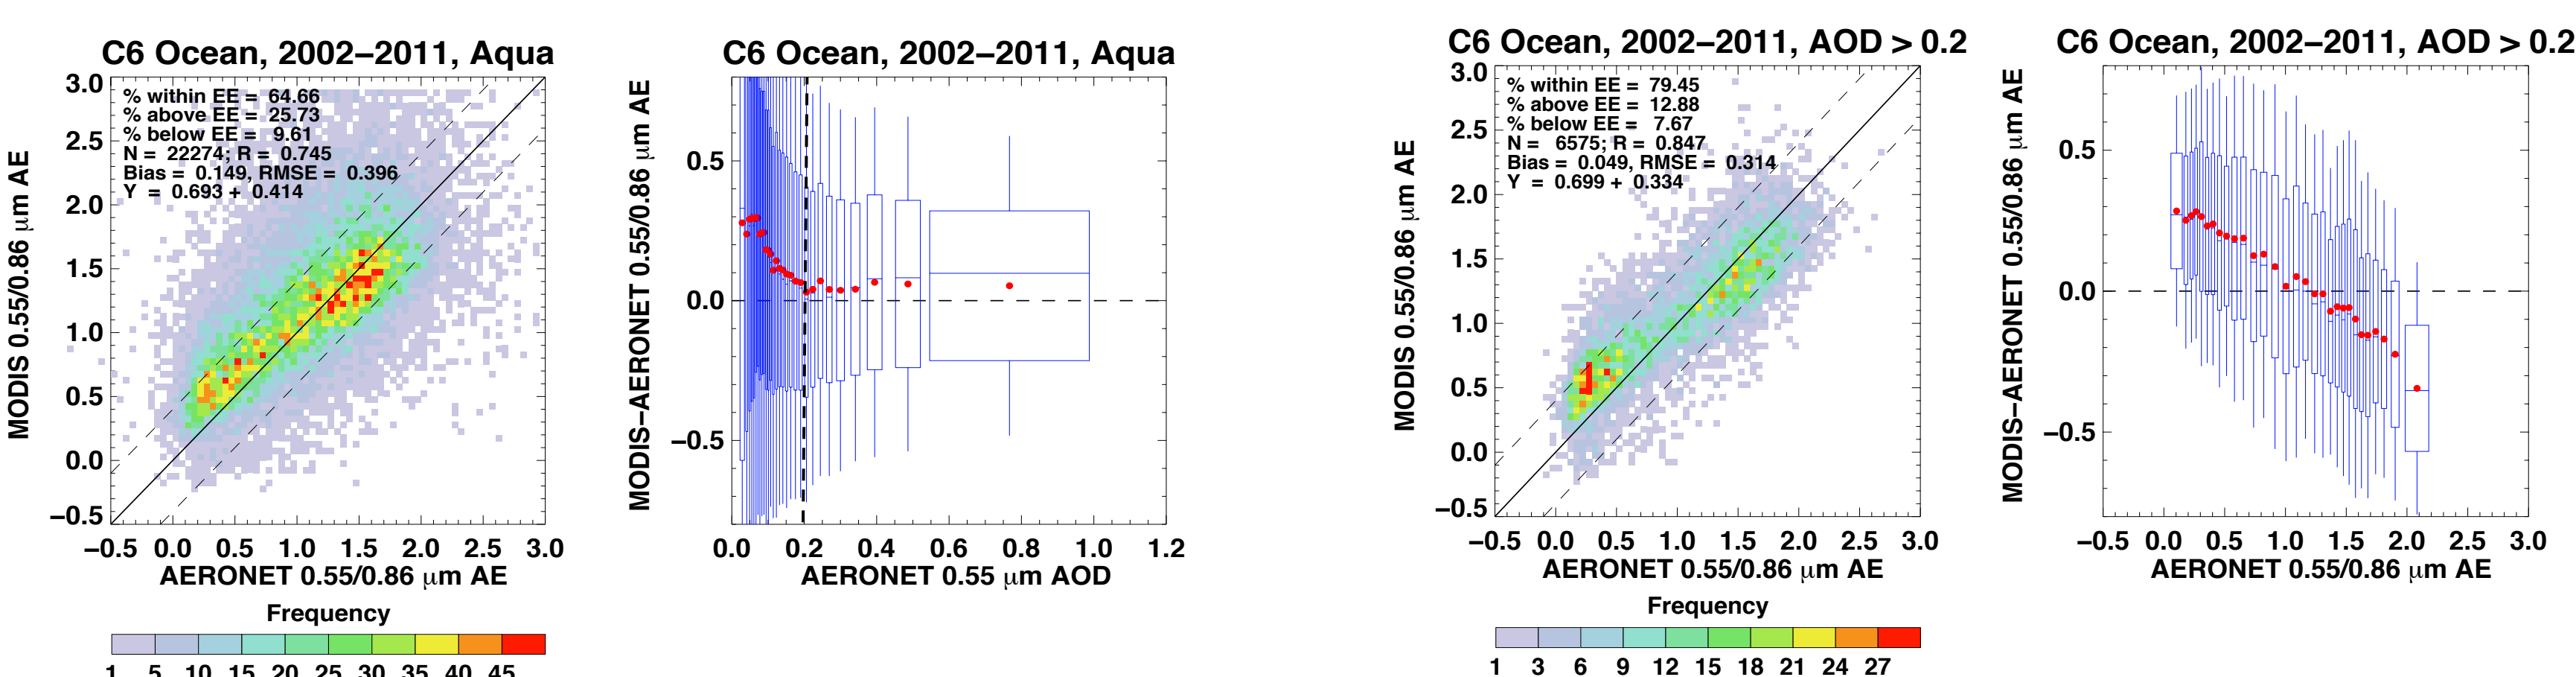 C6 Ocean, 2002–2011, Aqua
% within EE = 64.66
% above EE = 25.73
% below EE = 9.61
N = 22274; R = 0.745
Bias = 0.149, RMSE = 0.396
Y = 0.693 + 0.414
MODIS 0.55/0.86 μm AE
3.0
2.5
2.0
1.5
1.0
0.5
0.0
−0.5
−0.5 0.0 0.5 1.0 1.5 2.0 2.5 3.0
AERONET 0.55/0.86 μm AE
Frequency
1 5 10 15 20 25 30 35 40 45
C6 Ocean, 2002–2011, Aqua
MODIS–AERONET 0.55/0.86 μm AE
0.5
0.0
−0.5
0.0 0.2 0.4 0.6 0.8 1.0 1.2
AERONET 0.55 μm AOD
C6 Ocean, 2002–2011, AOD > 0.2
% within EE = 79.45
% above EE = 12.88
% below EE = 7.67
N = 6575; R = 0.847
Bias = 0.049, RMSE = 0.314
Y = 0.699 + 0.334
MODIS 0.55/0.86 μm AE
3.0
2.5
2.0
1.5
1.0
0.5
0.0
−0.5
−0.5 0.0 0.5 1.0 1.5 2.0 2.5 3.0
AERONET 0.55/0.86 μm AE
Frequency
1 3 6 9 12 15 18 21 24 27
C6 Ocean, 2002–2011, AOD > 0.2
MODIS–AERONET 0.55/0.86 μm AE
0.5
0.0
−0.5
−0.5 0.0 0.5 1.0 1.5 2.0 2.5 3.0
AERONET 0.55/0.86 μm AE